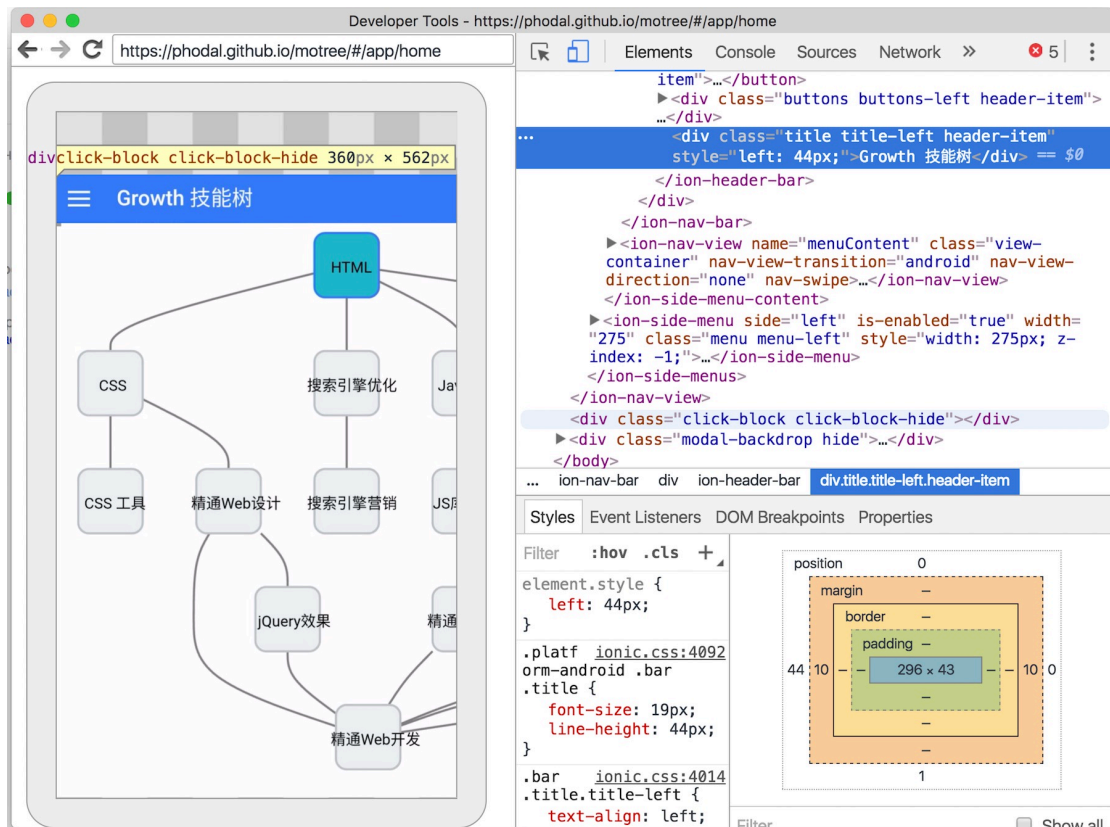 Developer Tools - https://phodal.github.io/motree/#/app/home
https://phodal.github.io/motree/#/app/home
Elements Console Sources Network » 5
divclick-block click-block-hide 360px × 562px
Growth 技能树
HTML
CSS
搜索引擎优化
Jav
CSS 工具
精通Web设计
搜索引擎营销
jQuery效果
精通
精通Web开发
item">…</button>
▶<div class="buttons buttons-left header-item">
…</div>
<div class="title title-left header-item"
style="left: 44px;">Growth 技能树</div> == $0
</ion-header-bar>
</div>
</ion-nav-bar>
▶<ion-nav-view name="menuContent" class="view-
container" nav-view-transition="android" nav-view-
direction="none" nav-swipe>…</ion-nav-view>
</ion-side-menu-content>
▶<ion-side-menu side="left" is-enabled="true" width=
"275" class="menu menu-left" style="width: 275px; z-
index: -1;">…</ion-side-menu>
</ion-side-menus>
</ion-nav-view>
<div class="click-block click-block-hide"></div>
▶<div class="modal-backdrop hide">…</div>
</body>
... ion-nav-bar div ion-header-bar div.title.title-left.header-item
Styles Event Listeners DOM Breakpoints Properties
Filter :hov .cls +
element.style {
left: 44px;
}
.platf ionic.css:4092
orm-android .bar
.title {
font-size: 19px;
line-height: 44px;
}
.bar ionic.css:4014
.title.title-left {
text-align: left;
position 0
margin –
border –
padding –
44 10 – – 296 × 43 – – 10 0
–
–
–
1
Filter Show all